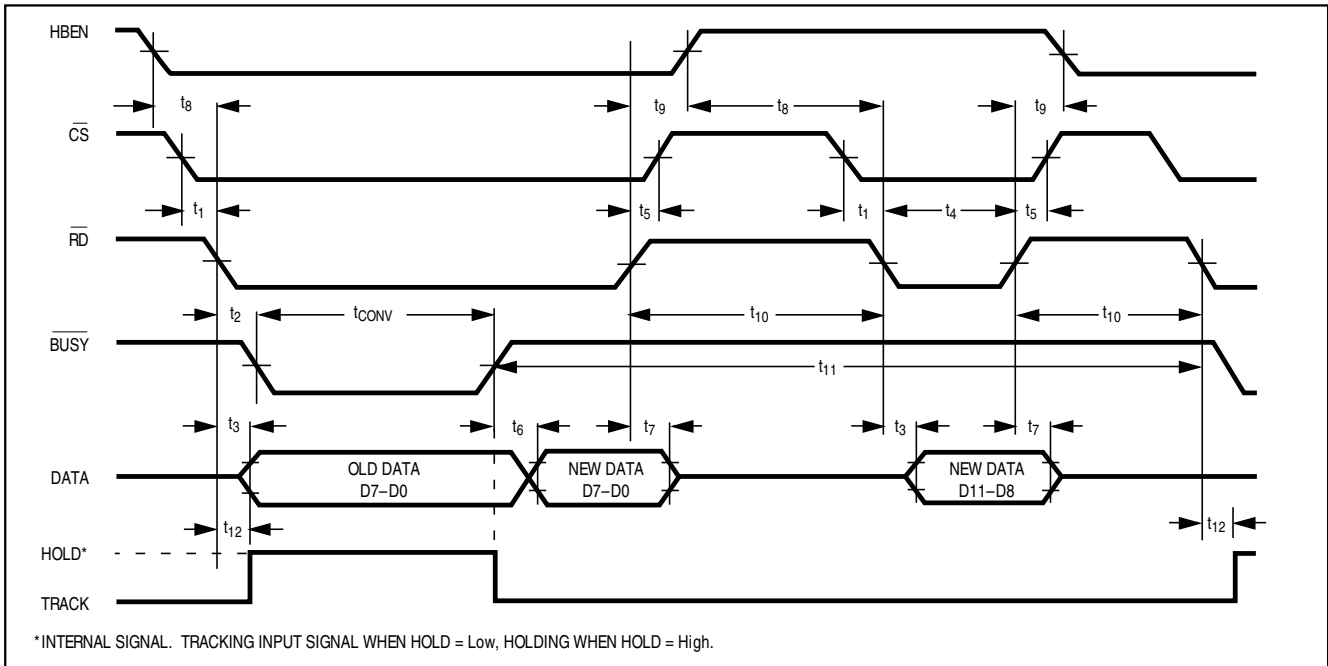 HBEN
t8 t9 t8 t9
CS
t1 t5 t1 t4 t5
RD
t2 tCONV t10 t10
BUSY
t11
t3 t6 t7 t3 t7
DATA
OLD DATA
D7–D0
NEW DATA
D7–D0
NEW DATA
D11–D8
t12 t12
HOLD*
TRACK
*INTERNAL SIGNAL. TRACKING INPUT SIGNAL WHEN HOLD = Low, HOLDING WHEN HOLD = High.